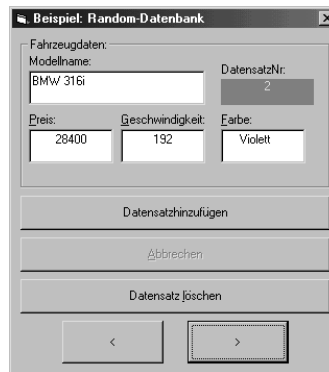 Beispiel: Random-Datenbank
Fahrzeugdaten:
Modellname:
BMW 316i
DatensatzNr:
2
Preis:
Geschwindigkeit:
Farbe:
28400
192
Violett
Datensatzhinzufügen
Abbrechen
Datensatz löschen
<
>